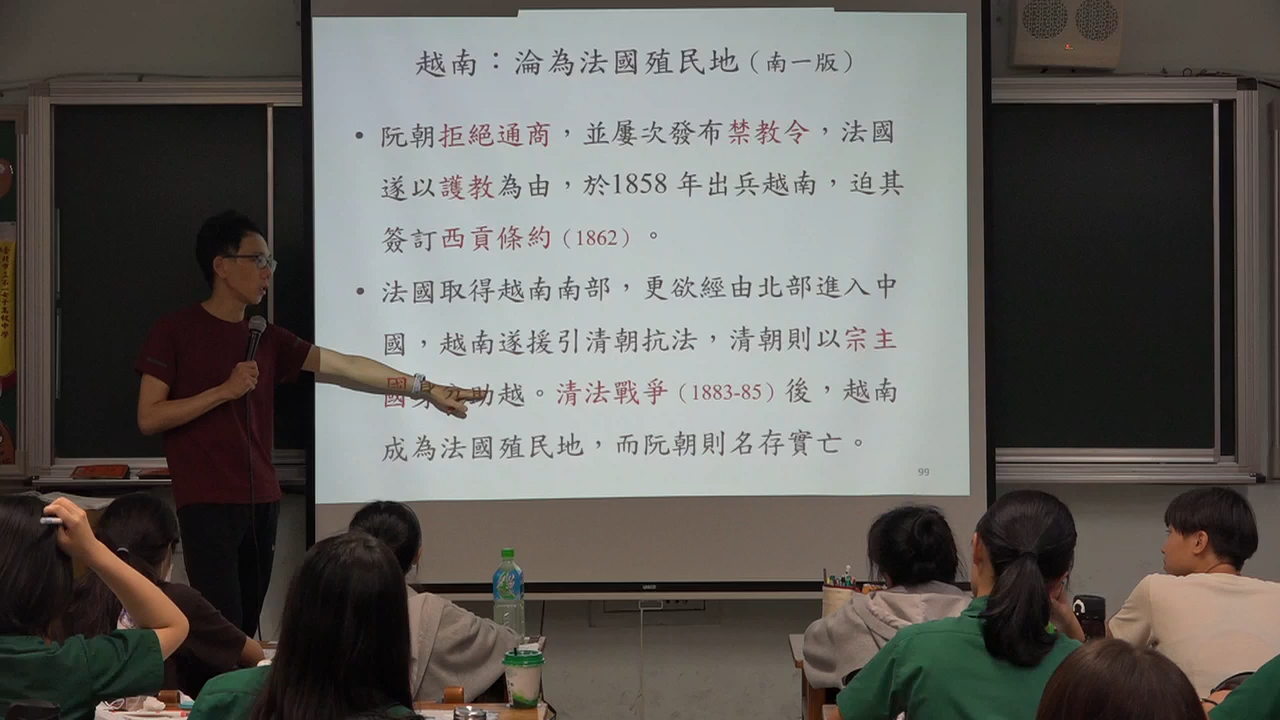 越南：淪為法國殖民地（南一版）
• 阮朝拒絕通商，並屢次發布禁教令，法國
遂以護教為由，於1858 年出兵越南，迫其
簽訂西貢條約（1862）。
• 法國取得越南南部，更欲經由北部進入中
國，越南遂援引清朝抗法，清朝則以宗主
國身分助越。清法戰爭（1883-85）後，越南
成為法國殖民地，而阮朝則名存實亡。
99